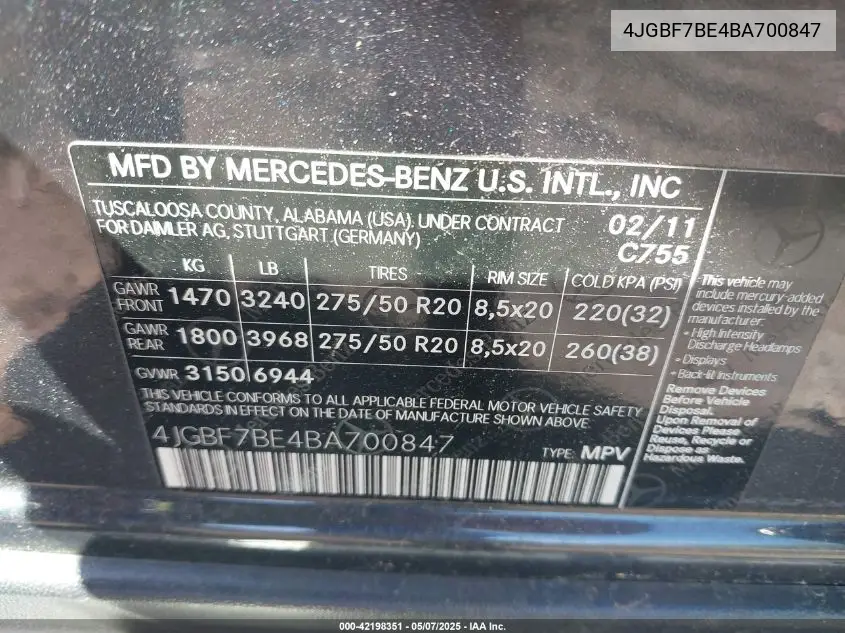 4JGBF7BE4BA700847
MFD BY MERCEDES-BENZ U.S. INTL., INC
TUSCALOOSA COUNTY, ALABAMA (USA). UNDER CONTRACT
FOR DAIMLER AG, STUTTGART (GERMANY)
02/11
C755
KG LB TIRES RIM SIZE COLD KPA (PSI)
GAWR FRONT 1470 3240 275/50 R20 8,5x20 220(32)
GAWR REAR 1800 3968 275/50 R20 8,5x20 260(38)
GVWR 3150 6944
THIS VEHICLE CONFORMS TO ALL APPLICABLE FEDERAL MOTOR VEHICLE SAFETY
STANDARDS IN EFFECT ON THE DATE OF MANUFACTURE SHOWN ABOVE
4JGBF7BE4BA700847
TYPE: MPV
This vehicle may
include mercury-added
devices installed by the
manufacturer:
• High Intensity
Discharge Headlamps
• Displays
• Back-lit Instruments
Remove Devices
Before Vehicle
Disposal.
Upon Removal of
Devices Please
Reuse, Recycle or
Dispose as
Hazardous Waste.
000-42198351 - 05/07/2025 - IAA Inc.